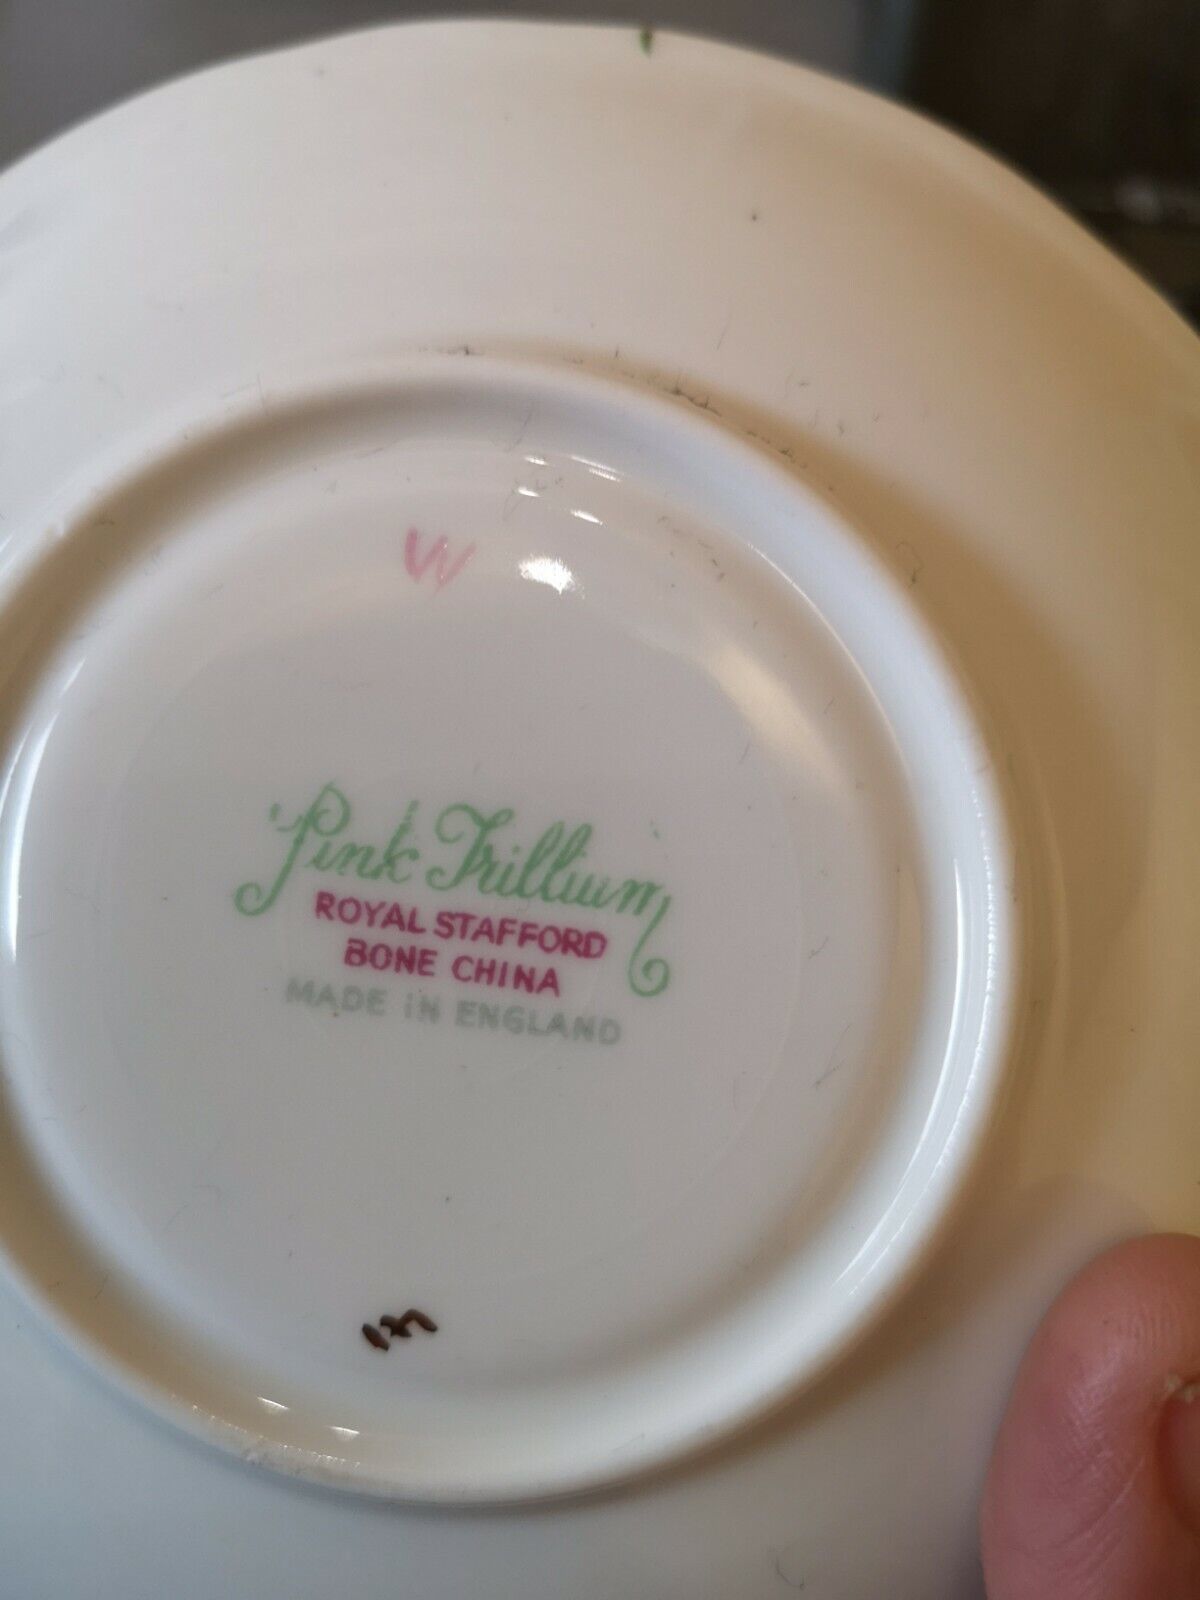 W
"Pink Trillium"
ROYAL STAFFORD
BONE CHINA
MADE IN ENGLAND